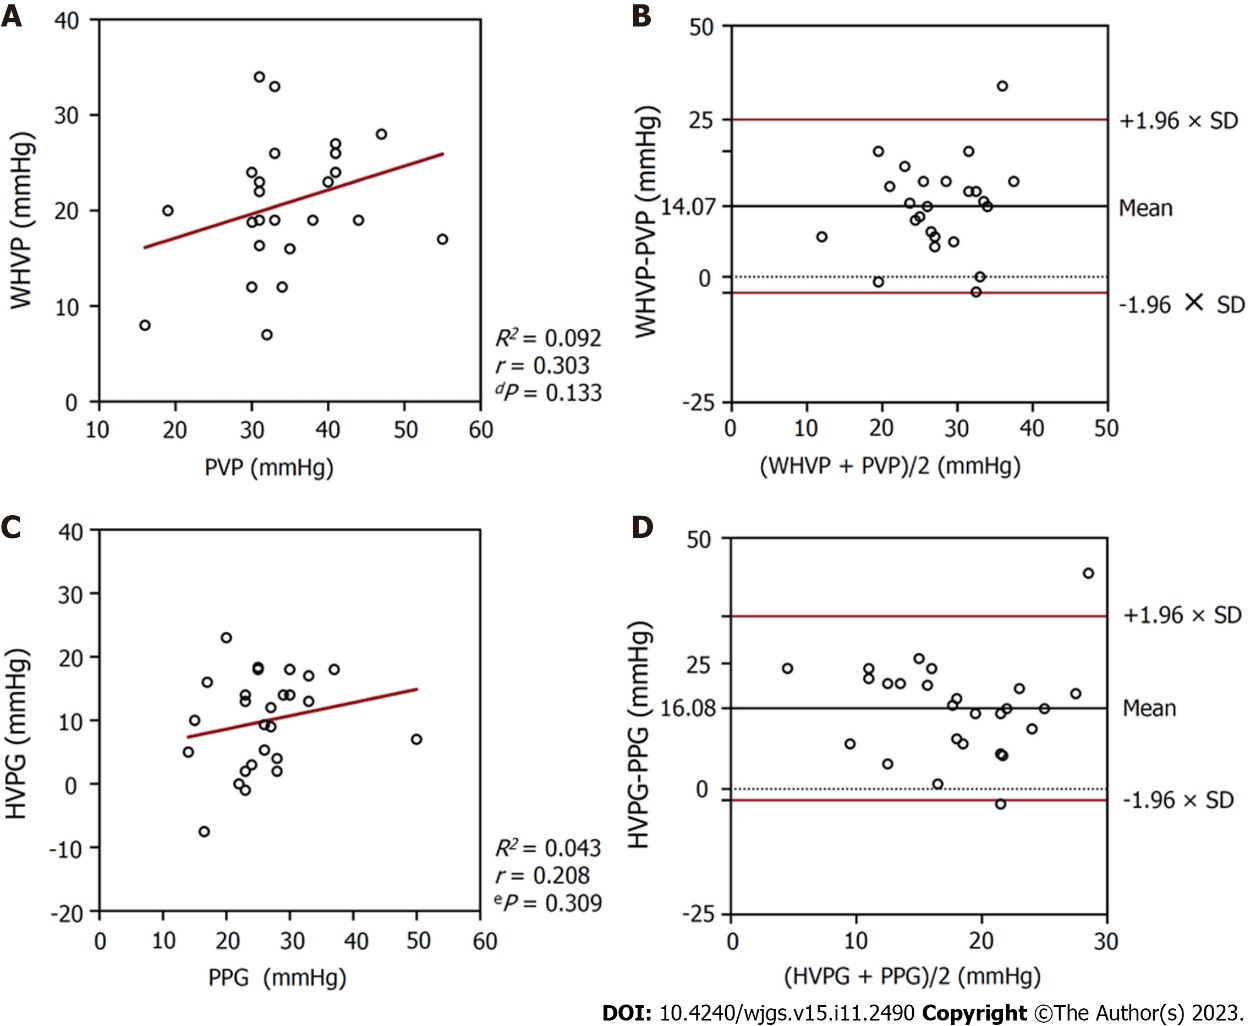 A
40
30
20
10
0
WHVP (mmHg)
10 20 30 40 50 60
PVP (mmHg)
R² = 0.092
r = 0.303
ᵈP = 0.133
B
50
25
14.07
0
-25
WHVP-PVP (mmHg)
+1.96 × SD
Mean
-1.96 × SD
0 10 20 30 40 50
(WHVP + PVP)/2 (mmHg)
C
40
30
20
10
0
-10
-20
HVPG (mmHg)
0 10 20 30 40 50 60
PPG (mmHg)
R² = 0.043
r = 0.208
ᵉP = 0.309
D
50
25
16.08
0
-25
HVPG-PPG (mmHg)
+1.96 × SD
Mean
-1.96 × SD
0 10 20 30
(HVPG + PPG)/2 (mmHg)
DOI: 10.4240/wjgs.v15.i11.2490 Copyright ©The Author(s) 2023.